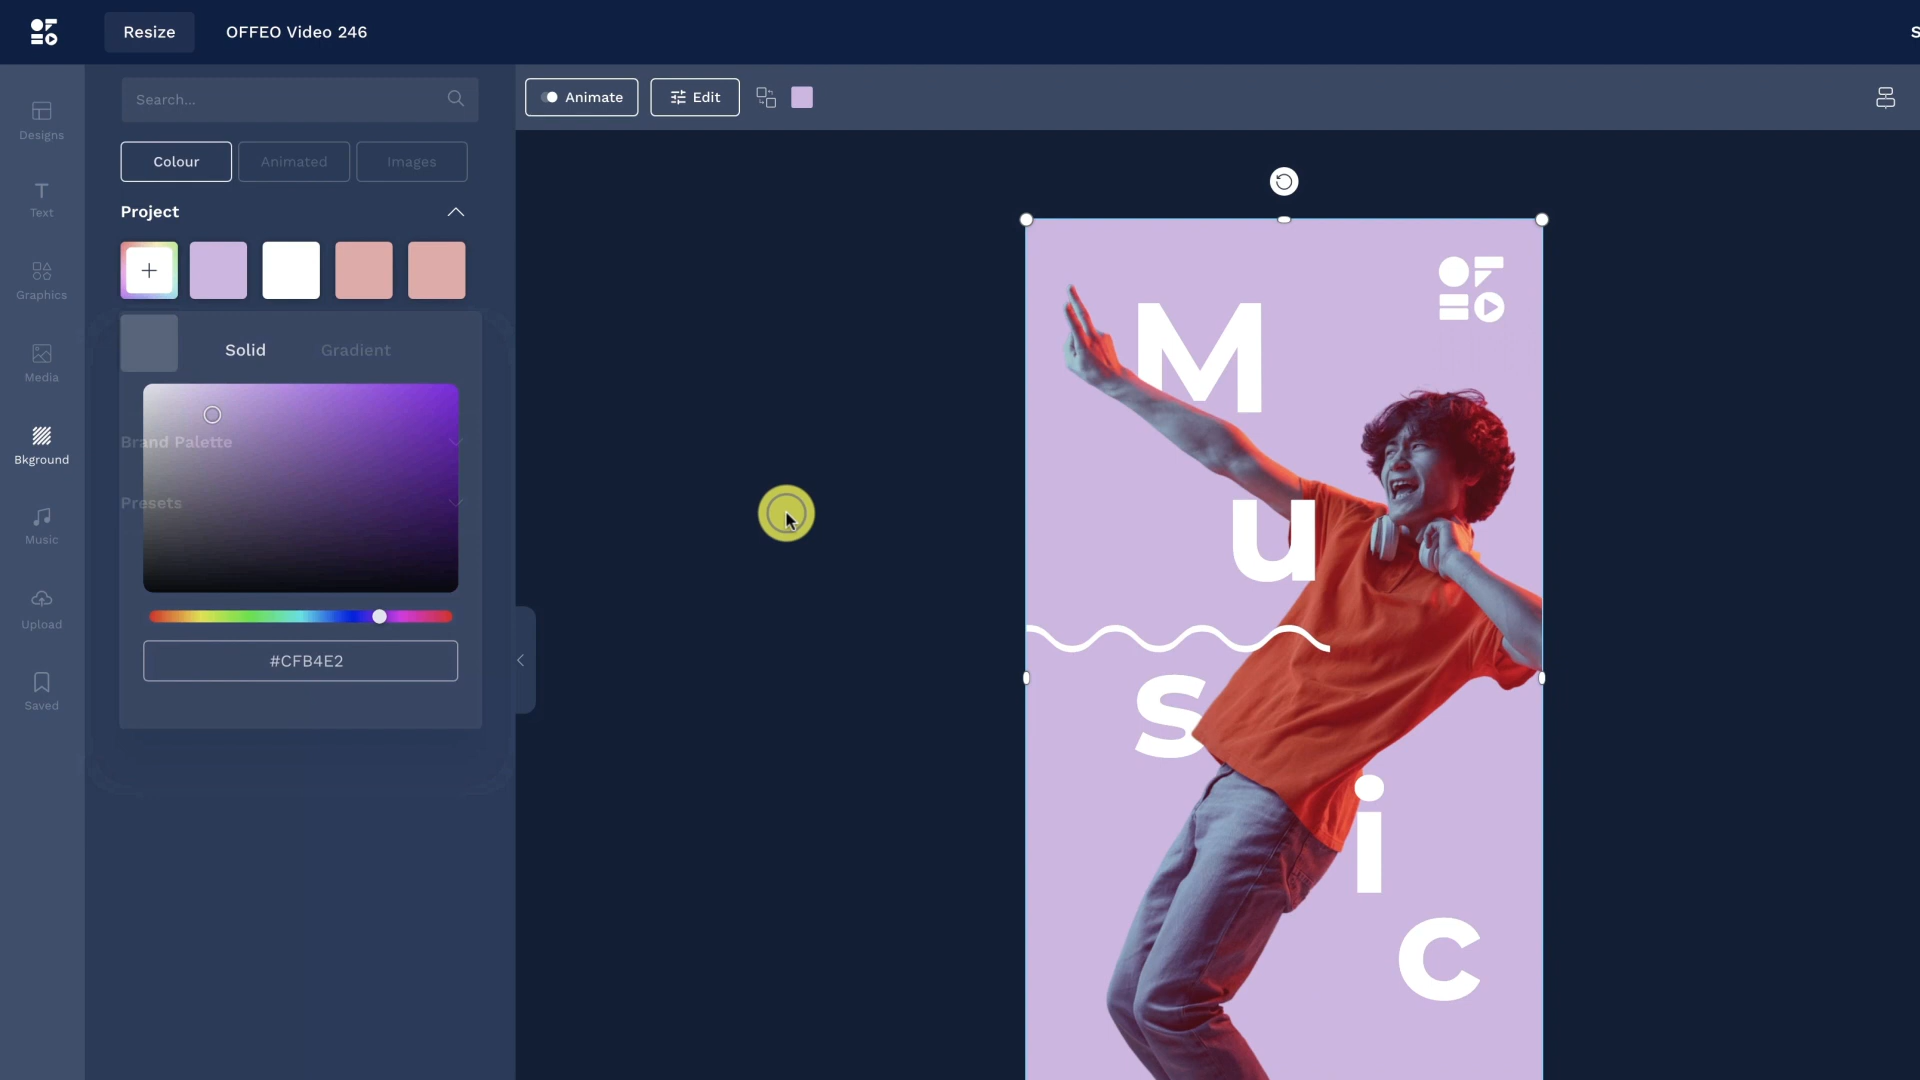 Resize
OFFEO Video 246
S
Search...
Animate
Edit
Designs
Colour
Animated
Images
Text
Project
Graphics
Solid
Gradient
Media
Brand Palette
Bkground
Presets
Music
Upload
#CFB4E2
Saved
M
u
s
i
c